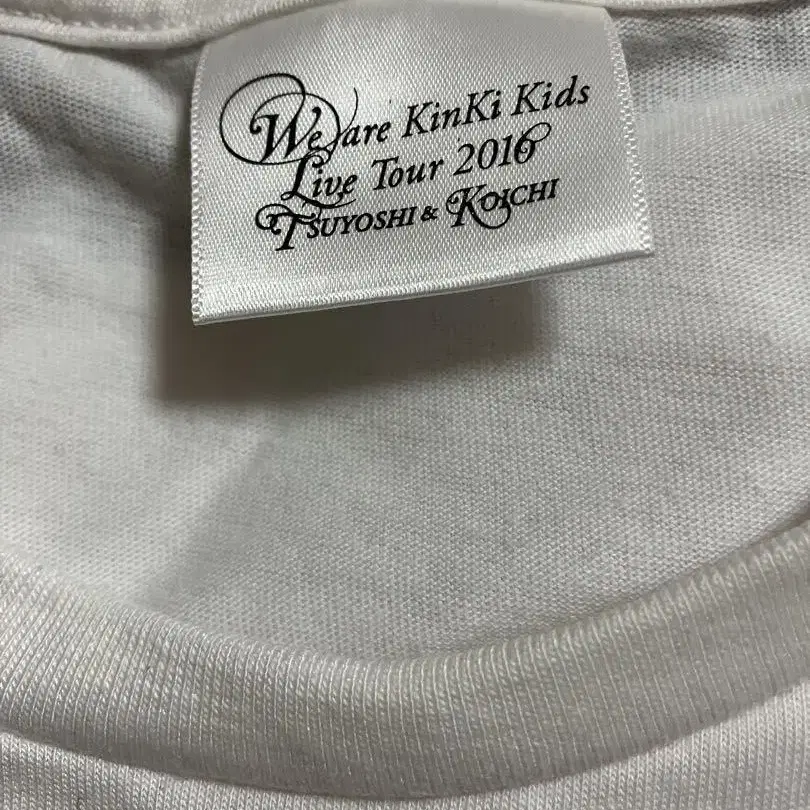 We are KinKi Kids
Live Tour 2016
TSUYOSHI & KOICHI